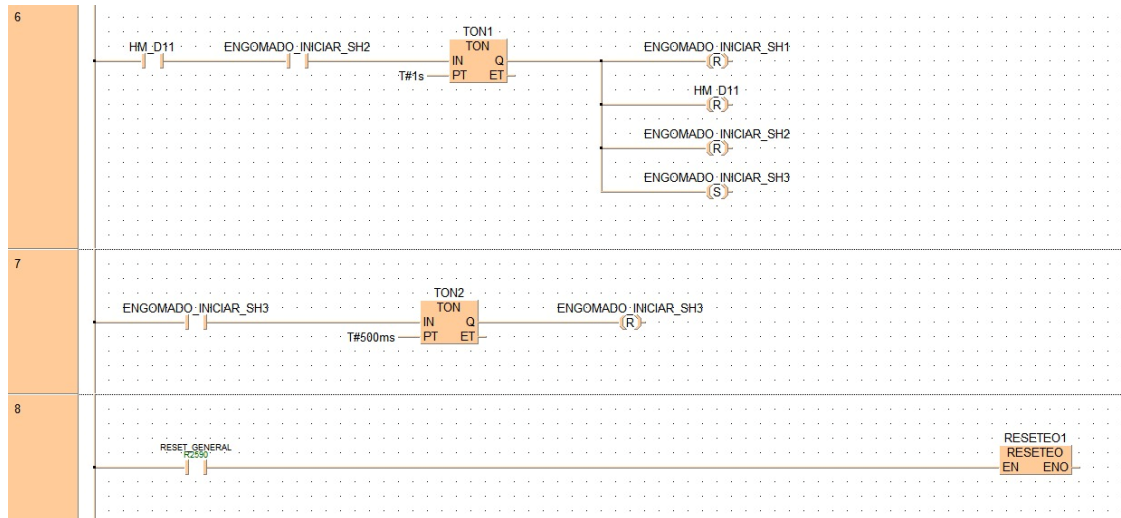 6
TON1
HM_D11 ENGOMADO_INICIAR_SH2 TON ENGOMADO_INICIAR_SH1
IN Q R
T#1s PT ET
HM_D11
R
ENGOMADO_INICIAR_SH2
R
ENGOMADO_INICIAR_SH3
S
7
TON2
ENGOMADO_INICIAR_SH3 TON ENGOMADO_INICIAR_SH3
IN Q R
T#500ms PT ET
8
RESET_GENERAL RESETEO1
R2590 RESETEO
EN ENO